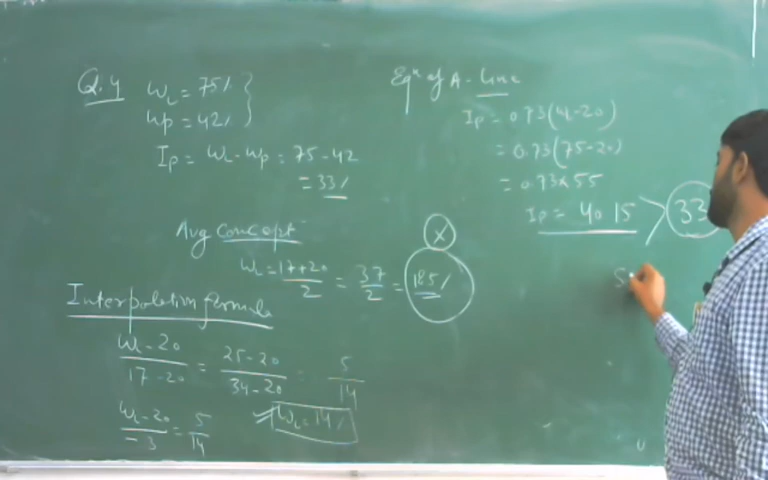 Q.4 WL = 75%
Wp = 42%
Ip = WL - Wp = 75 - 42
= 33%
Avg Concept
WL = 17+20 / 2 = 37 / 2 = 18.5%
X
Interpolation formula
WL - 20 / 17 - 20 = 25 - 20 / 34 - 20 = 5 / 14
WL - 20 / -3 = 5 / 14
WL = 14%
Eqn of A-line
Ip = 0.73(WL-20)
= 0.73(75-20)
= 0.73x55
Ip = 40.15 > 33